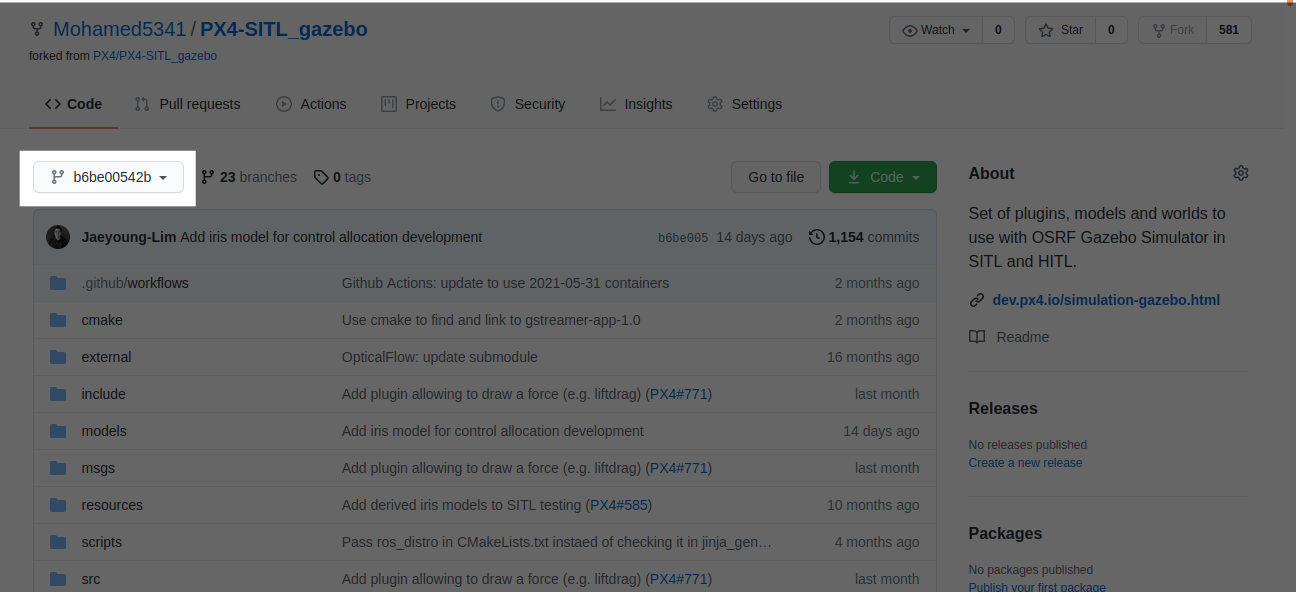 Mohamed5341 / PX4-SITL_gazebo
Watch 0 Star 0 Fork 581
forked from PX4/PX4-SITL_gazebo
Code Pull requests Actions Projects Security Insights Settings
b6be00542b 23 branches 0 tags Go to file Code
Jaeyoung-Lim Add iris model for control allocation development b6be005 14 days ago 1,154 commits
.github/workflows Github Actions: update to use 2021-05-31 containers 2 months ago
cmake Use cmake to find and link to gstreamer-app-1.0 2 months ago
external OpticalFlow: update submodule 16 months ago
include Add plugin allowing to draw a force (e.g. liftdrag) (PX4#771) last month
models Add iris model for control allocation development 14 days ago
msgs Add plugin allowing to draw a force (e.g. liftdrag) (PX4#771) last month
resources Add derived iris models to SITL testing (PX4#585) 10 months ago
scripts Pass ros_distro in CMakeLists.txt instaed of checking it in jinja_gen… 4 months ago
src Add plugin allowing to draw a force (e.g. liftdrag) (PX4#771) last month
About
Set of plugins, models and worlds to
use with OSRF Gazebo Simulator in
SITL and HITL.
dev.px4.io/simulation-gazebo.html
Readme
Releases
No releases published
Create a new release
Packages
No packages published
Publish your first package